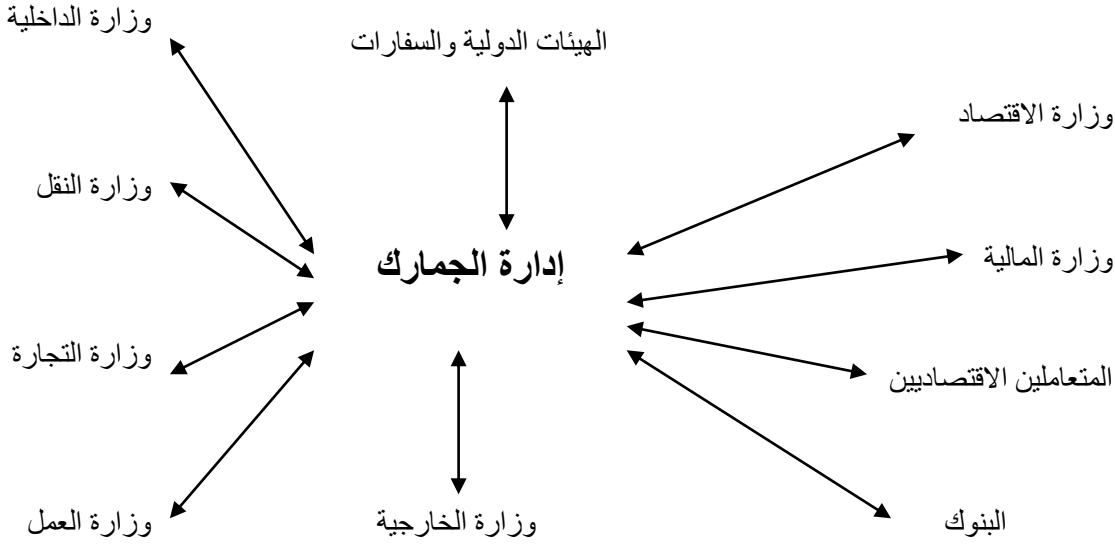 وزارة الداخلية
الهيئات الدولية والسفارات
وزارة الاقتصاد
وزارة النقل
إدارة الجمارك
وزارة المالية
وزارة التجارة
المتعاملين الاقتصاديين
وزارة العمل
وزارة الخارجية
البنوك